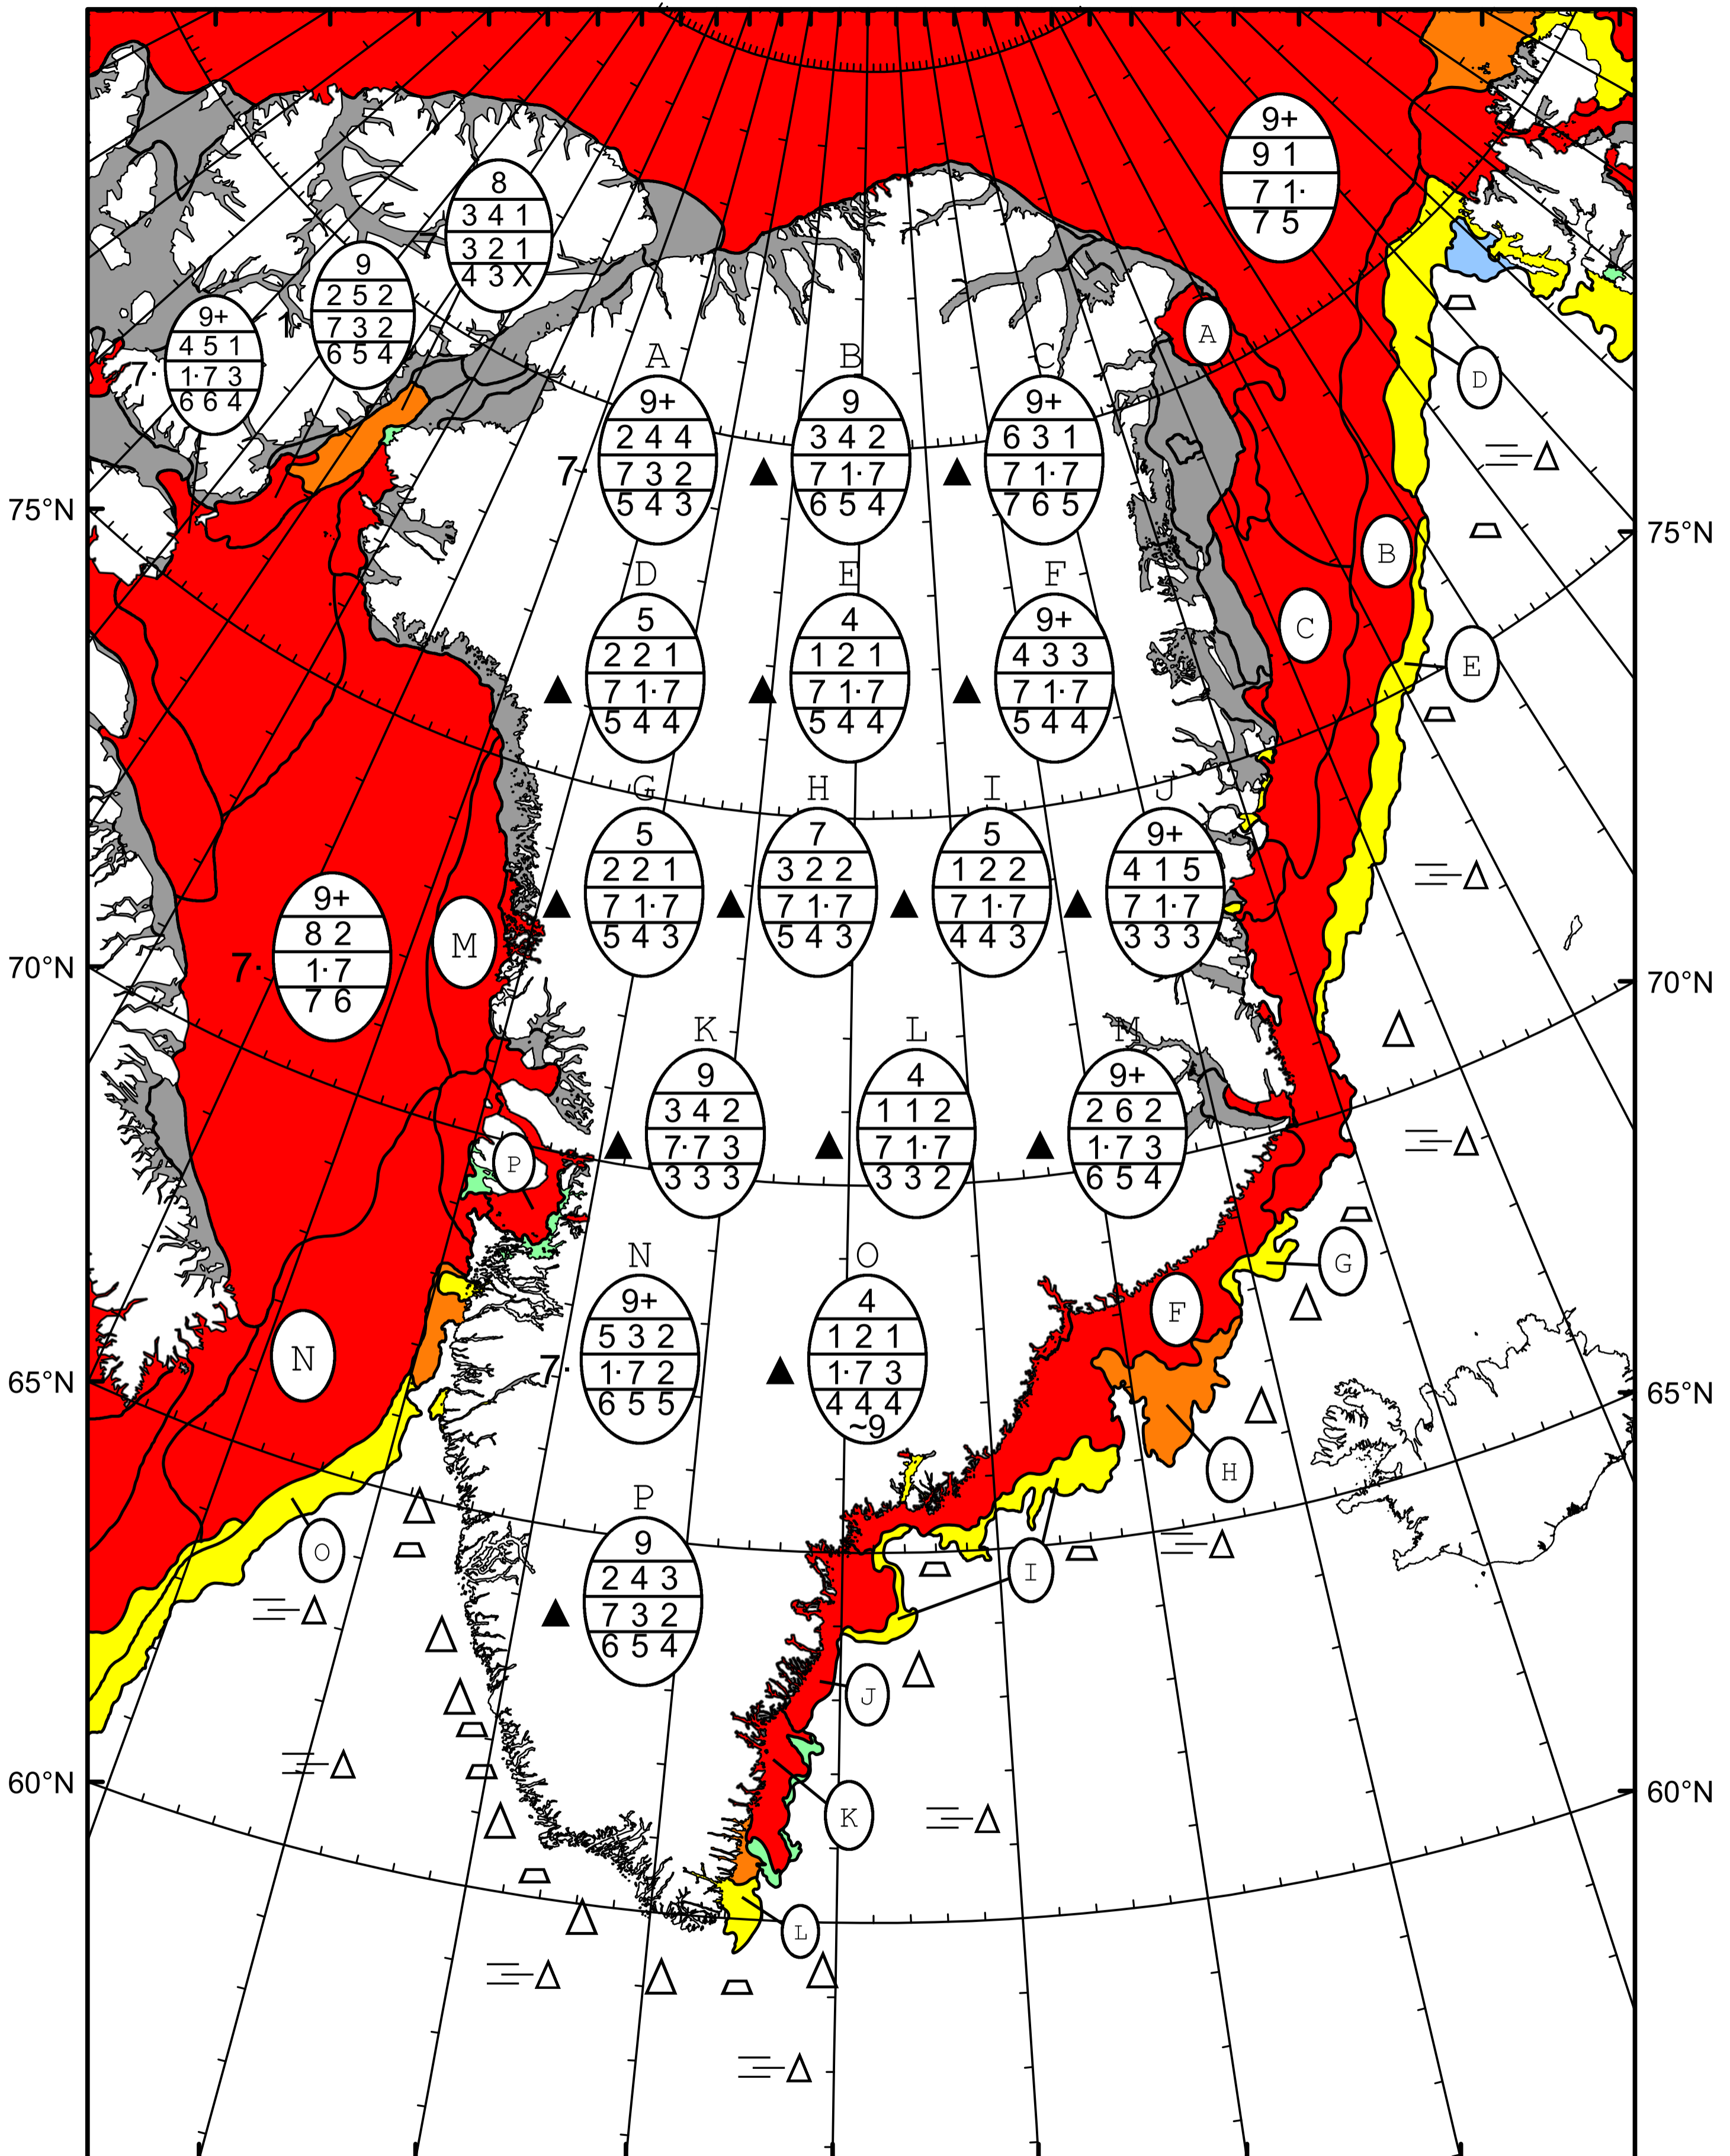 9+
9 1
7 1·
7 5
8
3 4 1
3 2 1
4 3 X
9
2 5 2
7 3 2
6 5 4
9+
4 5 1
7· 1·7 3
6 6 4
A
A B C
D
9+ 9 9+
2 4 4 3 4 2 6 3 1
7· 7 3 2 ▲ 7 1·7 ▲ 7 1·7
5 4 3 6 5 4 7 6 5
75°N 75°N
B
D E F
5 4 9+
2 2 1 1 2 1 4 3 3
▲ 7 1·7 ▲ 7 1·7 ▲ 7 1·7
5 4 4 5 4 4 5 4 4
C
E
G H I J
5 7 5 9+
2 2 1 3 2 2 1 2 2 4 1 5
▲ 7 1·7 ▲ 7 1·7 ▲ 7 1·7 ▲ 7 1·7
5 4 3 5 4 3 4 4 3 3 3 3
9+
8 2
7· 1·7
7 6
M
70°N 70°N
K L M
9 4 9+
3 4 2 1 1 2 2 6 2
▲ 7·7 3 ▲ 7 1·7 ▲ 1·7 3
3 3 3 3 3 2 6 5 4
P
N O
G
F
9+ 4
5 3 2 1 2 1
7· 1·7 2 ▲ 1·7 3
6 5 5 4 4 4
~9
N
65°N 65°N
H
P
9
2 4 3
▲ 7 3 2
6 5 4
O
I
J
60°N 60°N
K
L